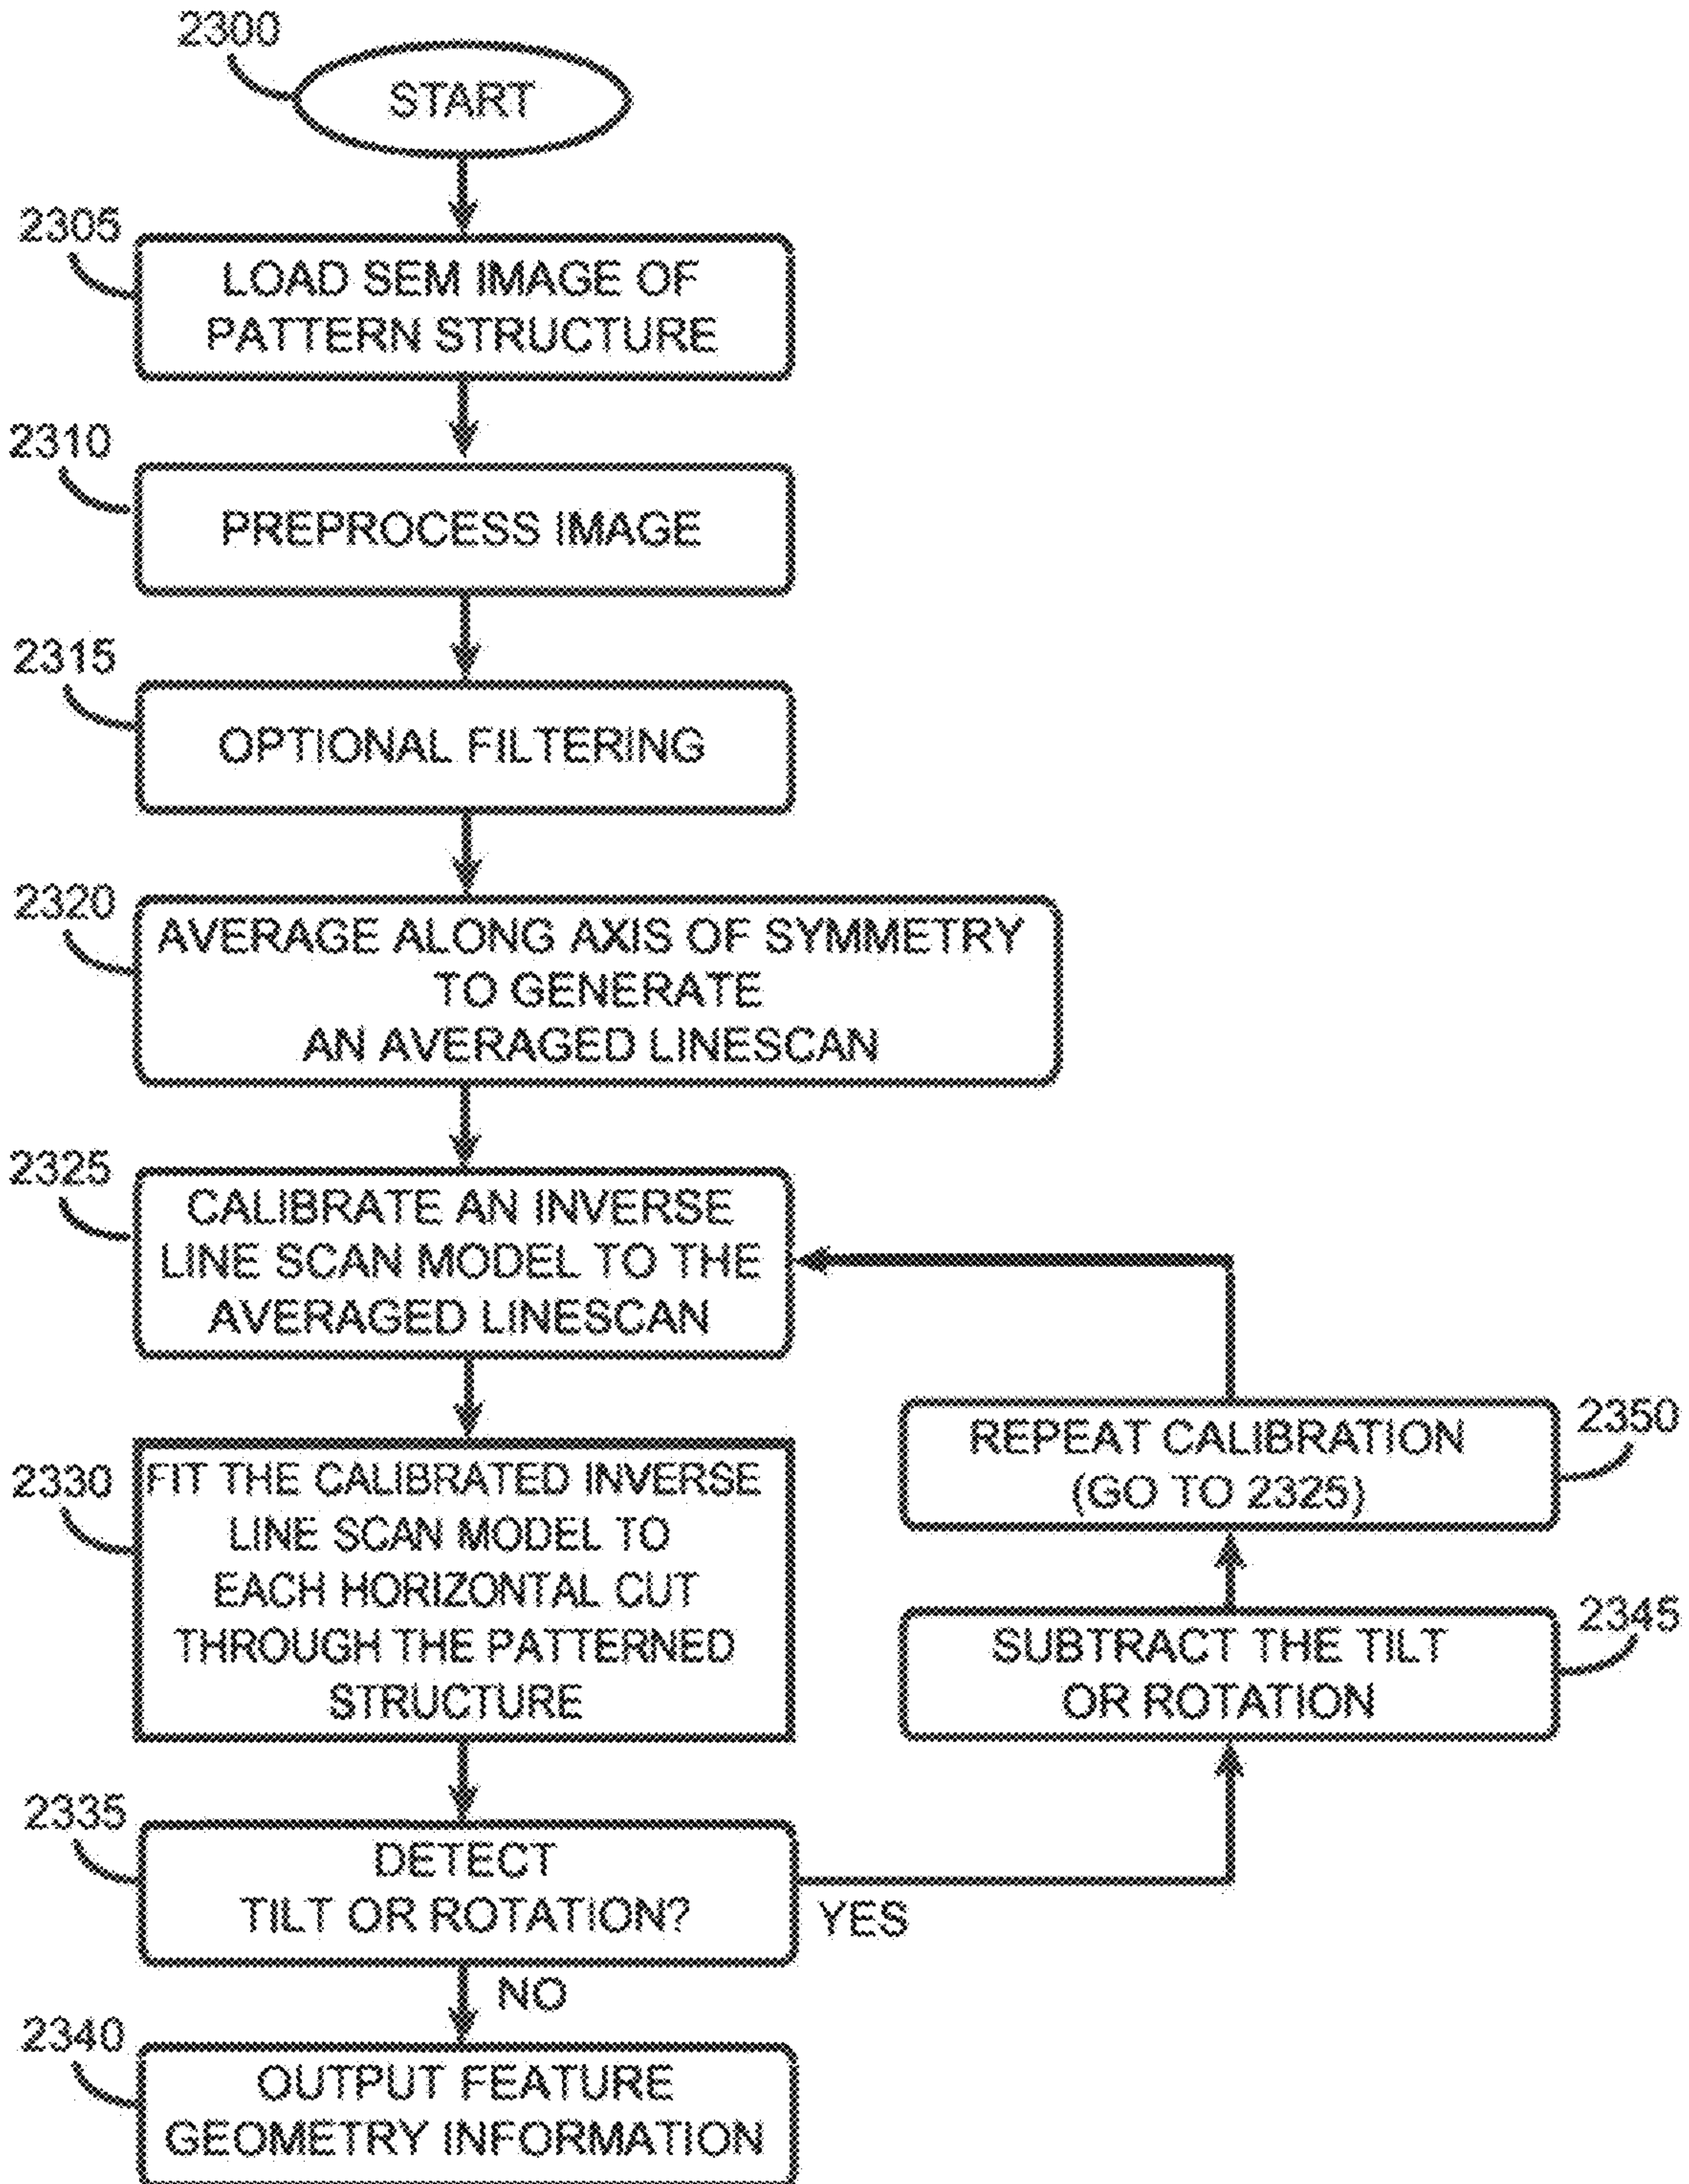 2300
START
2305
LOAD SEM IMAGE OF
PATTERN STRUCTURE
2310
PREPROCESS IMAGE
2315
OPTIONAL FILTERING
2320
AVERAGE ALONG AXIS OF SYMMETRY
TO GENERATE
AN AVERAGED LINESCAN
2325
CALIBRATE AN INVERSE
LINE SCAN MODEL TO THE
AVERAGED LINESCAN
2330
FIT THE CALIBRATED INVERSE
LINE SCAN MODEL TO
EACH HORIZONTAL CUT
THROUGH THE PATTERNED
STRUCTURE
2350
REPEAT CALIBRATION
(GO TO 2325)
2345
SUBTRACT THE TILT
OR ROTATION
2335
DETECT
TILT OR ROTATION?
YES
NO
2340
OUTPUT FEATURE
GEOMETRY INFORMATION